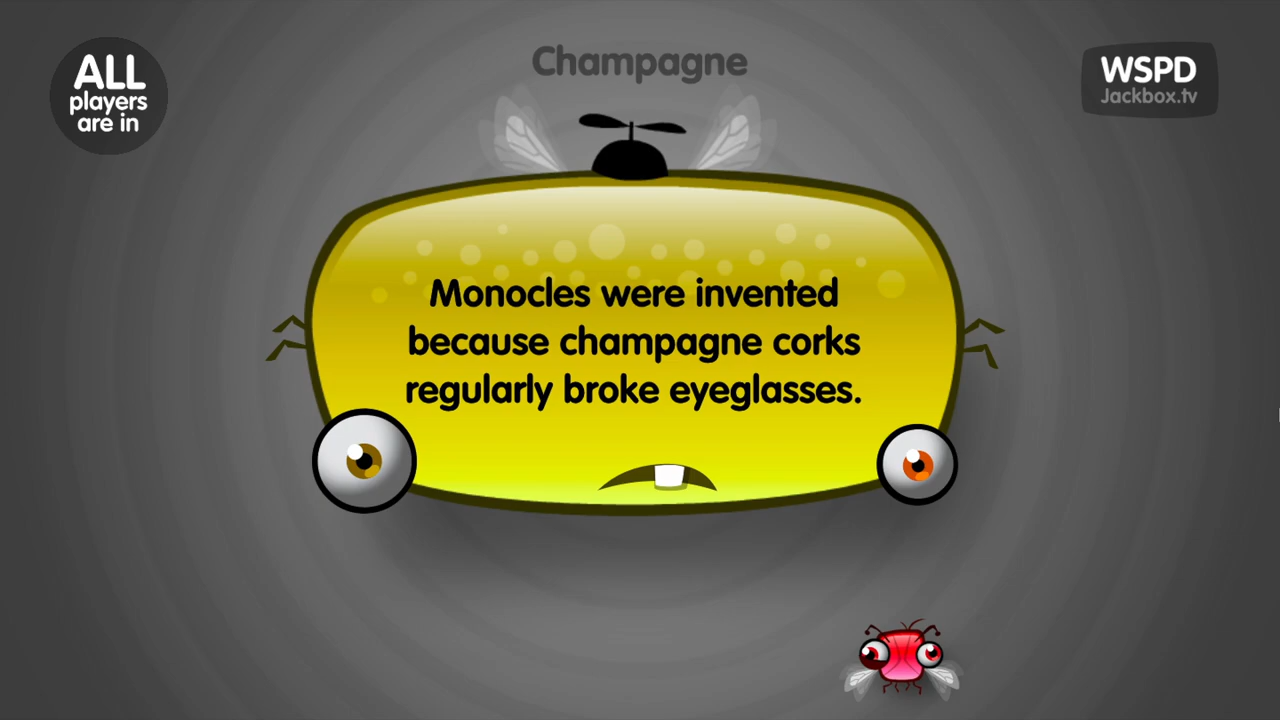 ALL
players
are in
Champagne
WSPD
Jackbox.tv
Monocles were invented
because champagne corks
regularly broke eyeglasses.